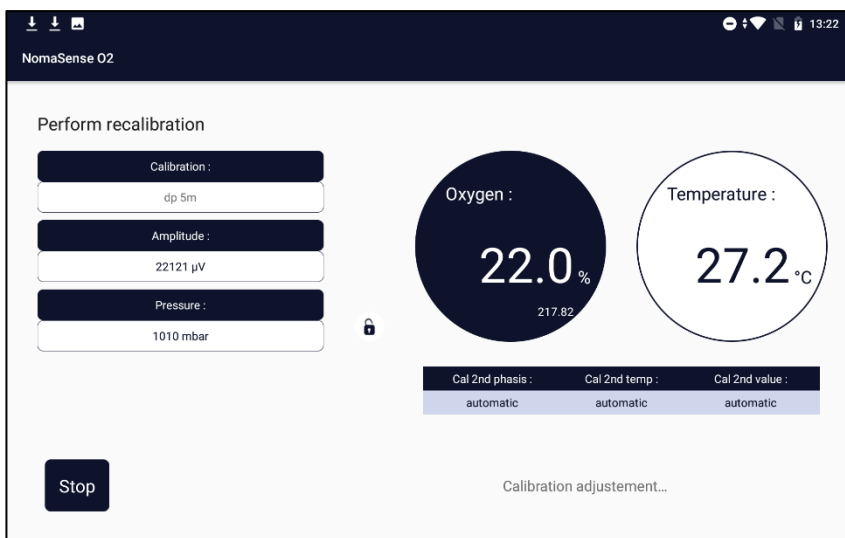 13:22
NomaSense O2
Perform recalibration
Calibration :
dp 5m
Amplitude :
22121 µV
Pressure :
1010 mbar
Oxygen :
22.0 %
217.82
Temperature :
27.2 °C
Cal 2nd phasis : Cal 2nd temp : Cal 2nd value :
automatic automatic automatic
Stop
Calibration adjustement...